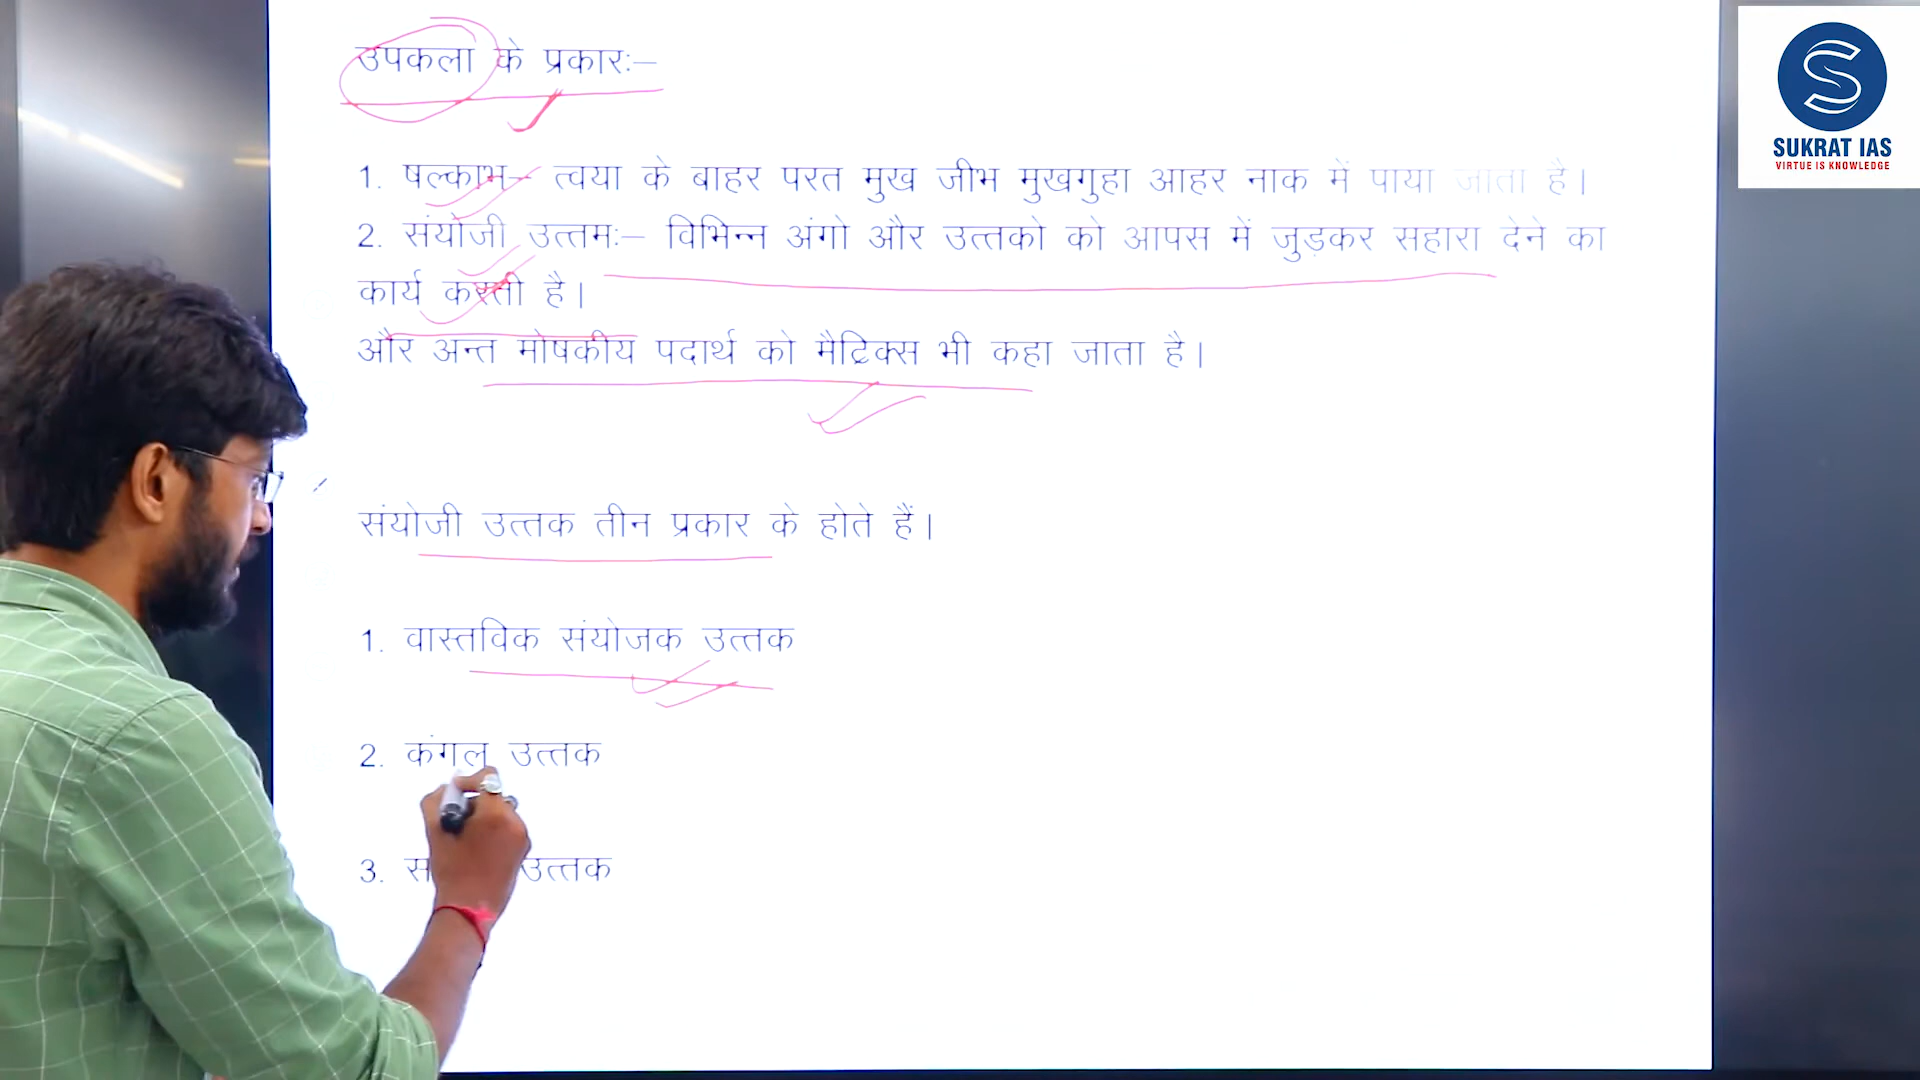 उपकला के प्रकारः–
1. षल्काभ– त्वया के बाहर परत मुख जीभ मुखगुहा आहर नाक में पाया जाता है।
2. संयोजी उत्तमः– विभिन्न अंगो और उत्तको को आपस में जुड़कर सहारा देने का
कार्य करती है।
और अन्त मोषकीय पदार्थ को मैट्रिक्स भी कहा जाता है।
संयोजी उत्तक तीन प्रकार के होते हैं।
1. वास्तविक संयोजक उत्तक
2. कंगल उत्तक
3. उत्तक
SUKRAT IAS
VIRTUE IS KNOWLEDGE